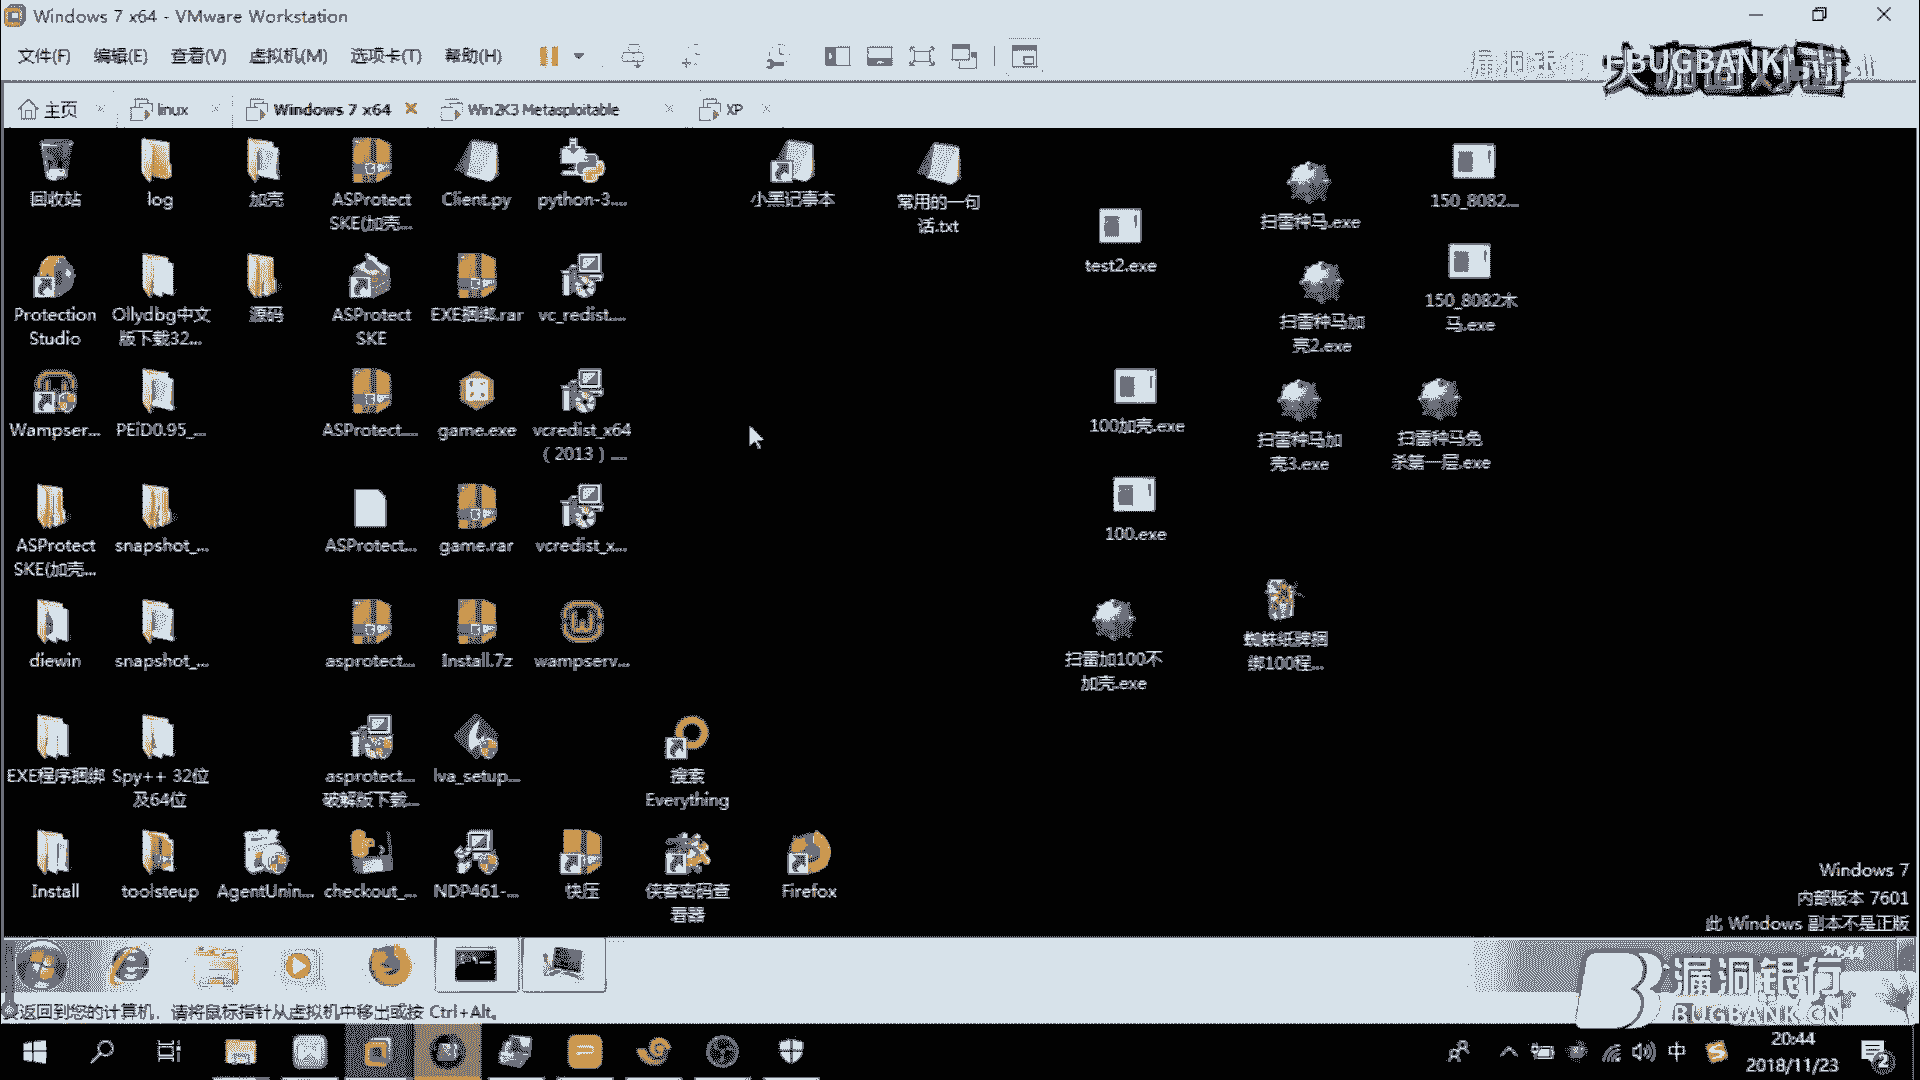 Windows 7 x64 - VMware Workstation
文件(F) 编辑(E) 查看(V) 虚拟机(M) 选项卡(T) 帮助(H)
漏洞银行
BUGBANK
主页
linux
Windows 7 x64
Win2K3 Metasploitable
XP
回收站
log
加壳
ASProtect
SKE(加壳...
Client.py
python-3....
小黑记事本
常用的一句
话.txt
test2.exe
扫雷种马.exe
150_8082...
Protection
Studio
Ollydbg中文
版下载32...
源码
ASProtect
SKE
EXE捆绑.rar
vc_redist....
扫雷种马加
壳2.exe
150_8082木
马.exe
Wampser...
PEiD0.95_...
ASProtect....
game.exe
vcredist_x64
(2013) ....
100加壳.exe
扫雷种马加
壳3.exe
扫雷种马免
杀第一层.exe
ASProtect
SKE(加壳...
snapshot_...
ASProtect...
game.rar
vcredist_x...
100.exe
diewin
snapshot_...
asprotect...
Install.7z
wampserv...
扫雷加100不
加壳.exe
蜘蛛纸牌捆
绑100程...
EXE程序捆绑
Spy++ 32位
及64位
asprotect...
破解版下载...
lva_setup...
搜索
Everything
Install
toolsteup
AgentUnin...
checkout_...
NDP461-...
快压
侠客密码查
看器
Firefox
Windows 7
内部版本 7601
此 Windows 副本不是正版
20:44
漏洞银行
BUGBANK.CN
返回到您的计算机，请将鼠标指针从虚拟机中移出或按 Ctrl+Alt。
中
20:44
2018/11/23
2